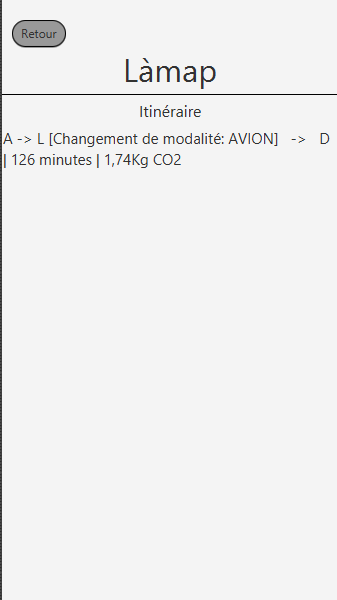 Retour
Làmap
Itinéraire
A -> L [Changement de modalité: AVION]   ->   D
| 126 minutes | 1,74Kg CO2